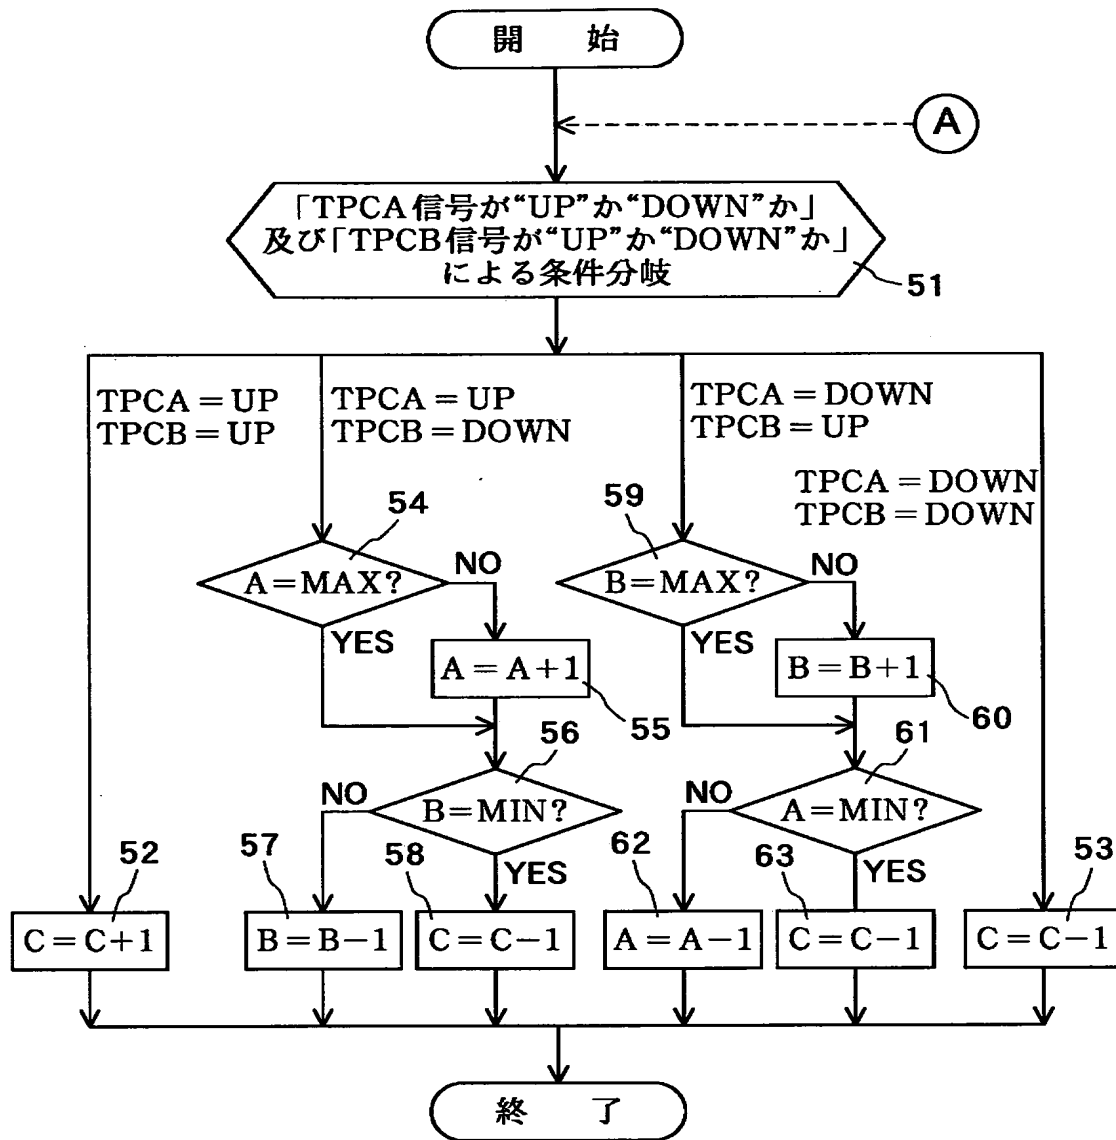 開 始
A
「TPCA信号が“UP”か“DOWN”か」
及び「TPCB信号が“UP”か“DOWN”か」
による条件分岐
51
TPCA=UP
TPCB=UP
TPCA=UP
TPCB=DOWN
TPCA=DOWN
TPCB=UP
TPCA=DOWN
TPCB=DOWN
54
59
A=MAX?
NO
B=MAX?
NO
YES
YES
A=A+1
B=B+1
55
60
56
61
NO
B=MIN?
NO
A=MIN?
52
57
58
YES
62
63
YES
53
C=C+1
B=B-1
C=C-1
A=A-1
C=C-1
C=C-1
終 了